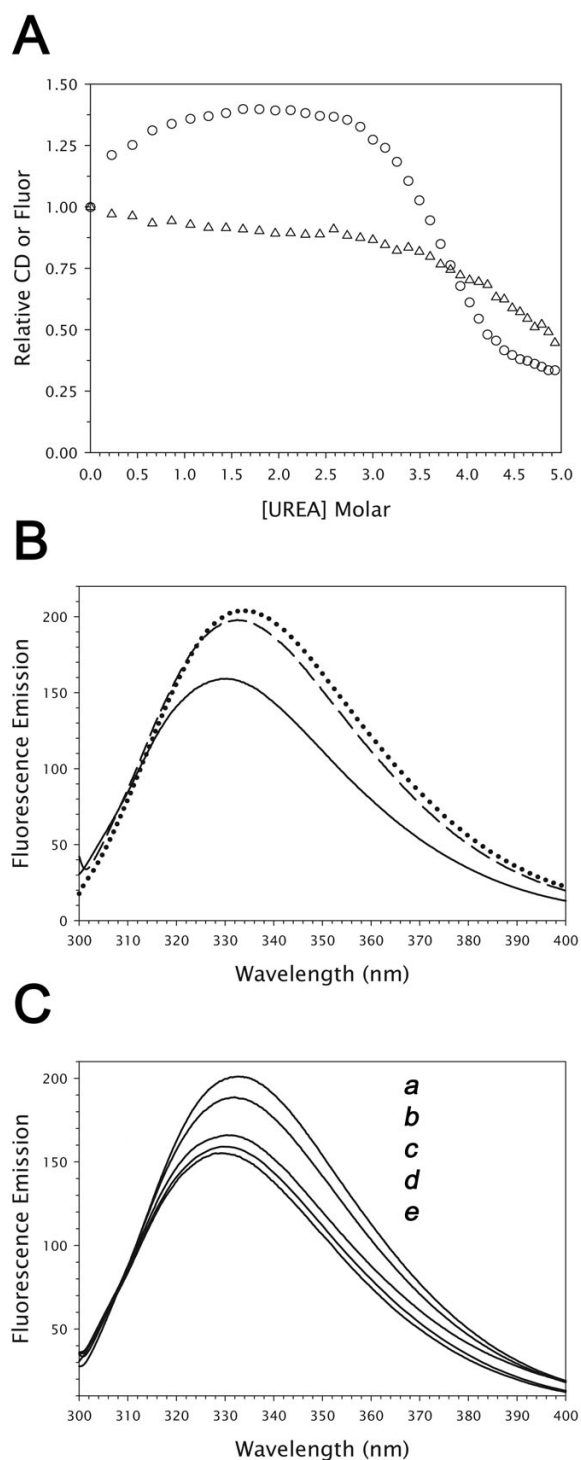 A
1.50
1.25
1.00
0.75
0.50
0.25
0.00
Relative CD or Fluor
0.0 0.5 1.0 1.5 2.0 2.5 3.0 3.5 4.0 4.5 5.0
[UREA] Molar
B
200
150
100
50
0
Fluorescence Emission
300 310 320 330 340 350 360 370 380 390 400
Wavelength (nm)
C
200
150
100
50
Fluorescence Emission
a
b
c
d
e
300 310 320 330 340 350 360 370 380 390 400
Wavelength (nm)